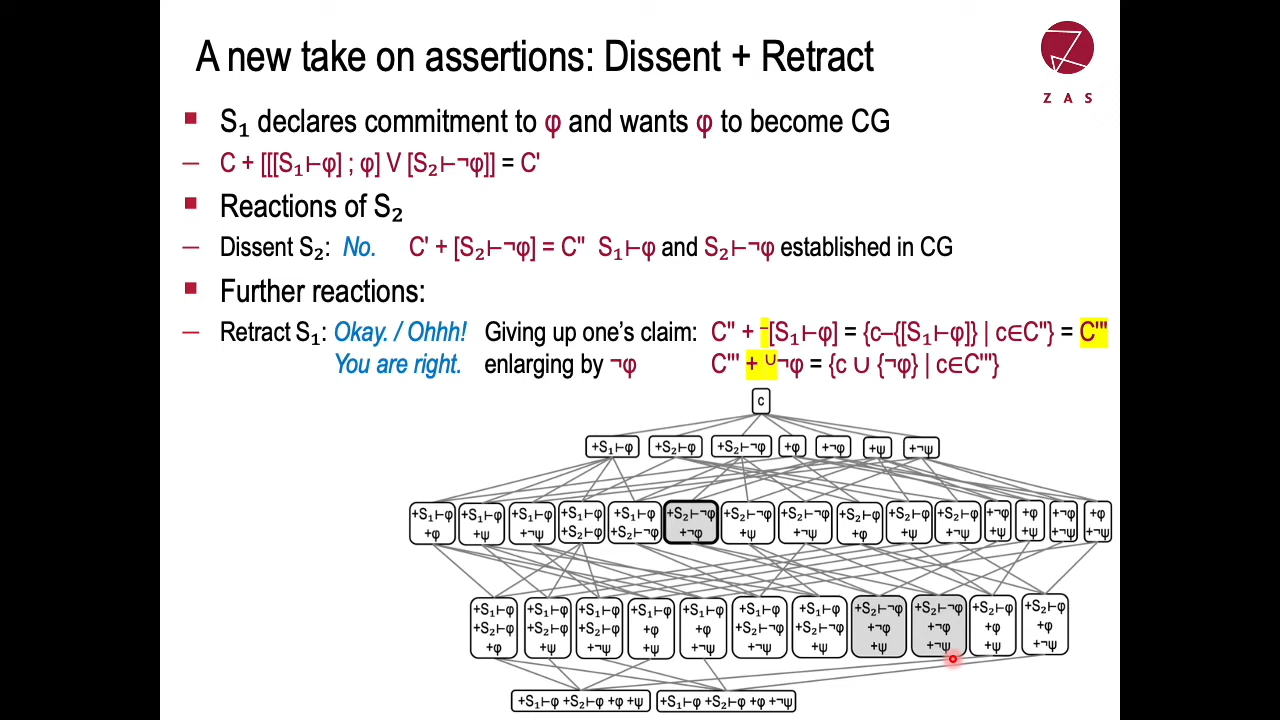 A new take on assertions: Dissent + Retract
Z A S
S₁ declares commitment to φ and wants φ to become CG
– C + [[[S₁⊢φ] ; φ] V [S₂⊢¬φ]] = C'
Reactions of S₂
– Dissent S₂: No. C' + [S₂⊢¬φ] = C'' S₁⊢φ and S₂⊢¬φ established in CG
Further reactions:
– Retract S₁: Okay. / Ohhh! Giving up one's claim: C'' + ⁻[S₁⊢φ] = {c–{[S₁⊢φ]} | c∈C''} = C'''
You are right. enlarging by ¬φ C''' + ᵁ¬φ = {c ∪ {¬φ} | c∈C'''}
c
+S₁⊢φ +S₂⊢φ +S₂⊢¬φ +φ +¬φ +ψ +¬ψ
+S₁⊢φ +S₁⊢φ +S₁⊢φ +S₁⊢φ +S₁⊢φ +S₂⊢¬φ +S₂⊢¬φ +S₂⊢¬φ +S₂⊢φ +S₂⊢φ +S₂⊢φ +¬φ +φ +¬φ +φ
+φ +ψ +¬ψ +S₂⊢φ +S₂⊢¬φ +¬φ +ψ +¬ψ +φ +ψ +¬ψ +ψ +ψ +¬ψ +¬ψ
+S₁⊢φ +S₁⊢φ +S₁⊢φ +S₁⊢φ +S₁⊢φ +S₁⊢φ +S₁⊢φ +S₂⊢¬φ +S₂⊢¬φ +S₂⊢φ +S₂⊢φ
+S₂⊢φ +S₂⊢φ +S₂⊢φ +φ +φ +S₂⊢¬φ +S₂⊢¬φ +¬φ +¬φ +φ +φ
+φ +ψ +¬ψ +ψ +¬ψ +¬ψ +ψ +ψ +¬ψ +ψ +¬ψ
+S₁⊢φ +S₂⊢φ +φ +ψ +S₁⊢φ +S₂⊢φ +φ +¬ψ